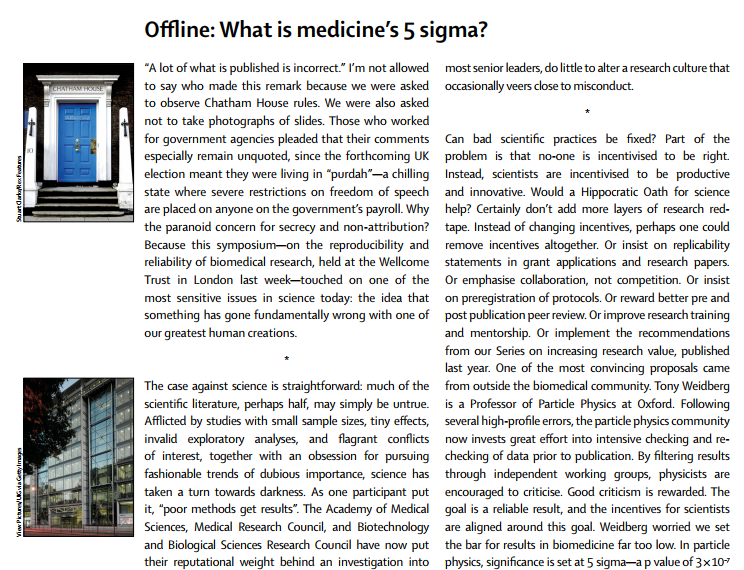 Offline: What is medicine's 5 sigma?
"A lot of what is published is incorrect." I'm not allowed
to say who made this remark because we were asked
to observe Chatham House rules. We were also asked
not to take photographs of slides. Those who worked
for government agencies pleaded that their comments
especially remain unquoted, since the forthcoming UK
election meant they were living in "purdah"—a chilling
state where severe restrictions on freedom of speech
are placed on anyone on the government's payroll. Why
the paranoid concern for secrecy and non-attribution?
Because this symposium—on the reproducibility and
reliability of biomedical research, held at the Wellcome
Trust in London last week—touched on one of the
most sensitive issues in science today: the idea that
something has gone fundamentally wrong with one of
our greatest human creations.
*
The case against science is straightforward: much of the
scientific literature, perhaps half, may simply be untrue.
Afflicted by studies with small sample sizes, tiny effects,
invalid exploratory analyses, and flagrant conflicts
of interest, together with an obsession for pursuing
fashionable trends of dubious importance, science has
taken a turn towards darkness. As one participant put
it, "poor methods get results". The Academy of Medical
Sciences, Medical Research Council, and Biotechnology
and Biological Sciences Research Council have now put
their reputational weight behind an investigation into
most senior leaders, do little to alter a research culture that
occasionally veers close to misconduct.
*
Can bad scientific practices be fixed? Part of the
problem is that no-one is incentivised to be right.
Instead, scientists are incentivised to be productive
and innovative. Would a Hippocratic Oath for science
help? Certainly don't add more layers of research red-
tape. Instead of changing incentives, perhaps one could
remove incentives altogether. Or insist on replicability
statements in grant applications and research papers.
Or emphasise collaboration, not competition. Or insist
on preregistration of protocols. Or reward better pre and
post publication peer review. Or improve research training
and mentorship. Or implement the recommendations
from our Series on increasing research value, published
last year. One of the most convincing proposals came
from outside the biomedical community. Tony Weidberg
is a Professor of Particle Physics at Oxford. Following
several high-profile errors, the particle physics community
now invests great effort into intensive checking and re-
checking of data prior to publication. By filtering results
through independent working groups, physicists are
encouraged to criticise. Good criticism is rewarded. The
goal is a reliable result, and the incentives for scientists
are aligned around this goal. Weidberg worried we set
the bar for results in biomedicine far too low. In particle
physics, significance is set at 5 sigma—a p value of 3 × 10⁻⁷
CHATHAM HOUSE
10
Stuart Clarke/Rex Features
View Pictures/UIG via Getty Images